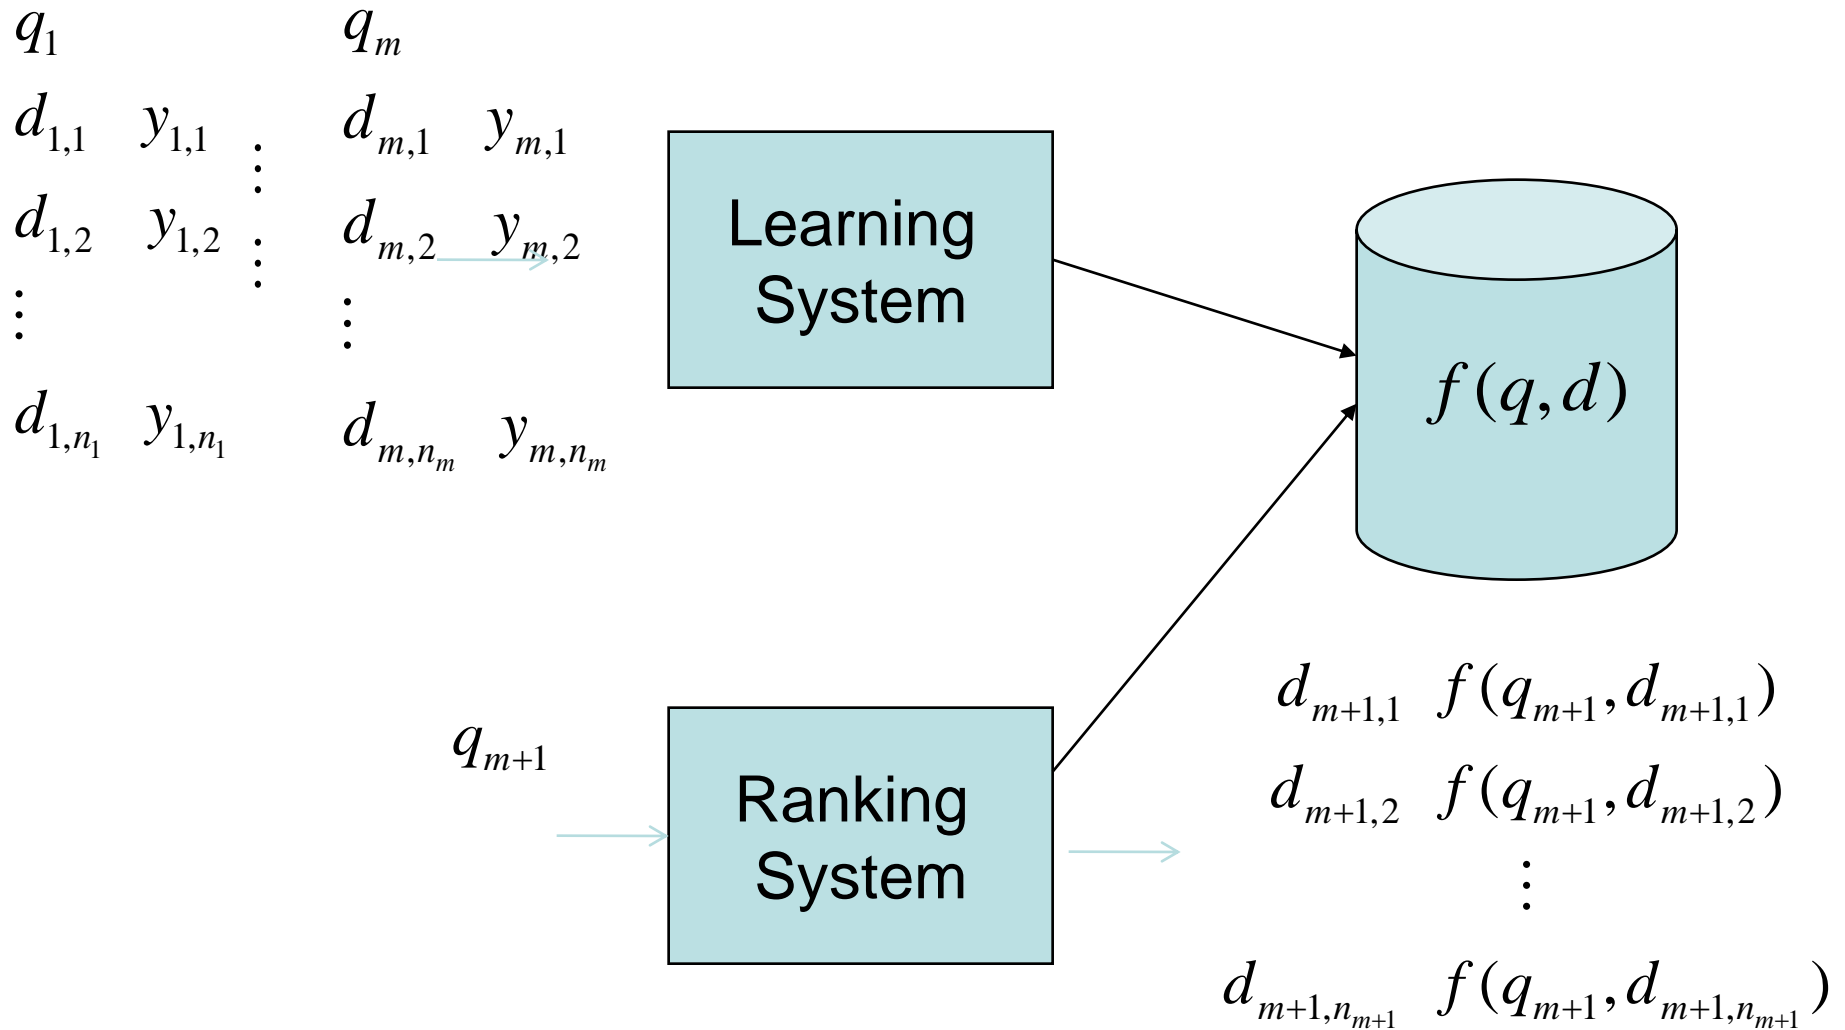 q_1 q_m
d_{1,1} y_{1,1} ⋮ d_{m,1} y_{m,1}
d_{1,2} y_{1,2} ⋮ d_{m,2} y_{m,2}
⋮ ⋮
d_{1,n_1} y_{1,n_1} d_{m,n_m} y_{m,n_m}
Learning
System
f(q,d)
q_{m+1}
Ranking
System
d_{m+1,1} f(q_{m+1},d_{m+1,1})
d_{m+1,2} f(q_{m+1},d_{m+1,2})
⋮
d_{m+1,n_{m+1}} f(q_{m+1},d_{m+1,n_{m+1}})